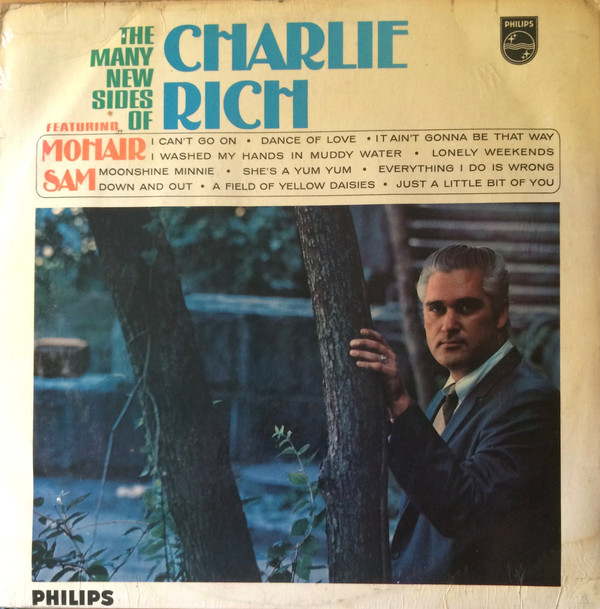 THE MANY NEW SIDES OF
CHARLIE RICH
PHILIPS
FEATURING "MOHAIR SAM
I CAN'T GO ON • DANCE OF LOVE • IT AIN'T GONNA BE THAT WAY
I WASHED MY HANDS IN MUDDY WATER • LONELY WEEKENDS
MOONSHINE MINNIE • SHE'S A YUM YUM • EVERYTHING I DO IS WRONG
DOWN AND OUT • A FIELD OF YELLOW DAISIES • JUST A LITTLE BIT OF YOU
PHILIPS